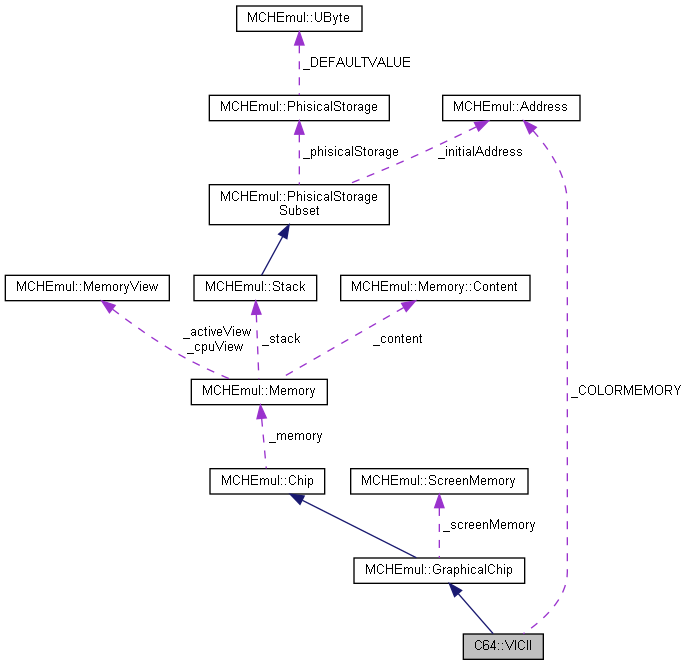 MCHEmul::UByte
_DEFAULTVALUE
MCHEmul::PhisicalStorage
MCHEmul::Address
_phisicalStorage
_initialAddress
MCHEmul::PhisicalStorage
Subset
MCHEmul::MemoryView
MCHEmul::Stack
MCHEmul::Memory::Content
_activeView
_cpuView
_stack
_content
MCHEmul::Memory
_COLORMEMORY
_memory
MCHEmul::Chip
MCHEmul::ScreenMemory
_screenMemory
MCHEmul::GraphicalChip
C64::VICII